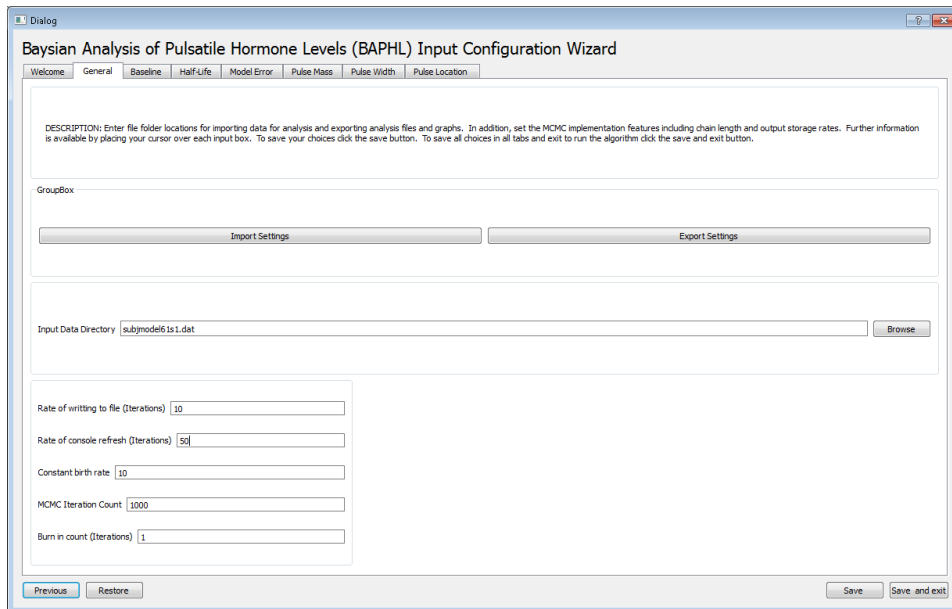 Dialog
Baysian Analysis of Pulsatile Hormone Levels (BAPHL) Input Configuration Wizard
Welcome General Baseline Half-Life Model Error Pulse Mass Pulse Width Pulse Location
DESCRIPTION: Enter file folder locations for importing data for analysis and exporting analysis files and graphs. In addition, set the MCMC implementation features including chain length and output storage rates. Further information
is available by placing your cursor over each input box. To save your choices click the save button. To save all choices in all tabs and exit to run the algorithm click the save and exit button.
GroupBox
Import Settings Export Settings
Input Data Directory subjmodel61s1.dat Browse
Rate of writting to file (Iterations) 10
Rate of console refresh (Iterations) 50
Constant birth rate 10
MCMC Iteration Count 1000
Burn in count (Iterations) 1
Previous Restore Save Save and exit